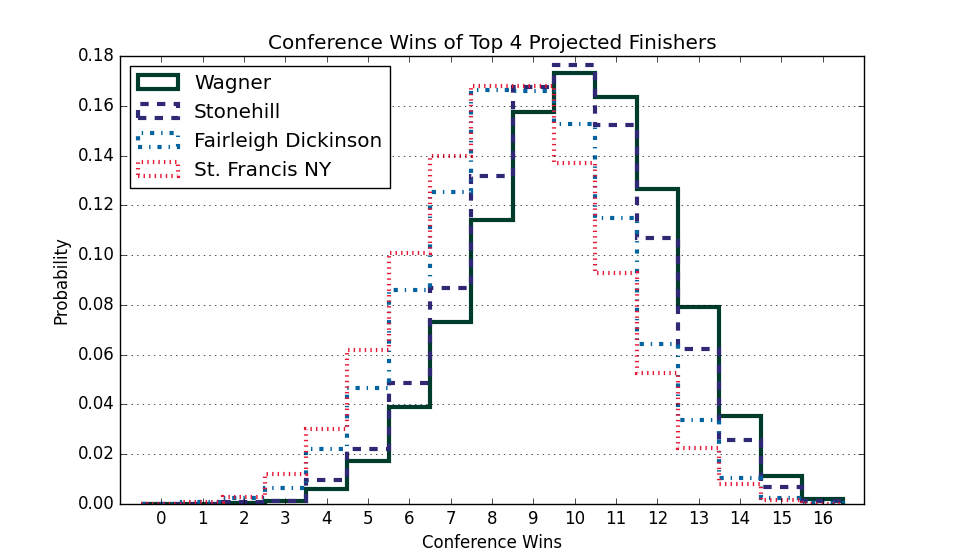 Conference Wins of Top 4 Projected Finishers
0.18
0.16
0.14
0.12
0.10
0.08
0.06
0.04
0.02
0.00
Probability
Wagner
Stonehill
Fairleigh Dickinson
St. Francis NY
0 1 2 3 4 5 6 7 8 9 10 11 12 13 14 15 16
Conference Wins